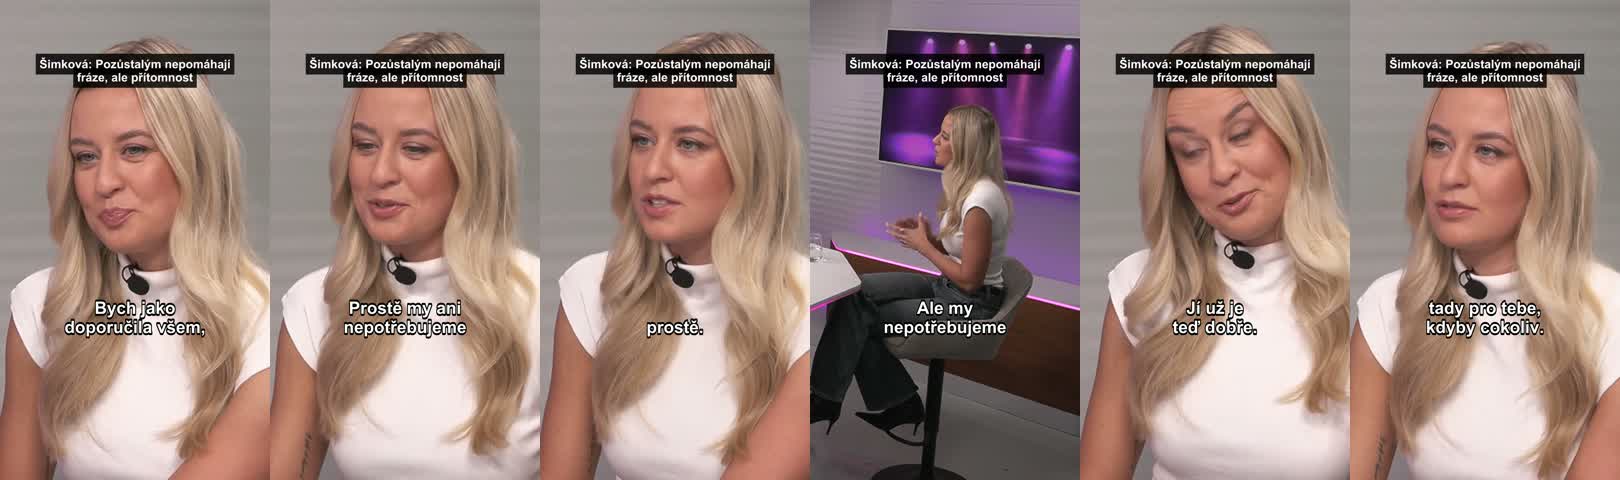 Šimková: Pozůstalým nepomáhají
fráze, ale přítomnost
Bych jako
doporučila všem,
Šimková: Pozůstalým nepomáhají
fráze, ale přítomnost
Prostě my ani
nepotřebujeme
Šimková: Pozůstalým nepomáhají
fráze, ale přítomnost
prostě.
Šimková: Pozůstalým nepomáhají
fráze, ale přítomnost
Ale my
nepotřebujeme
Šimková: Pozůstalým nepomáhají
fráze, ale přítomnost
Jí už je
teď dobře.
Šimková: Pozůstalým nepomáhají
fráze, ale přítomnost
tady pro tebe,
kdyby cokoliv.